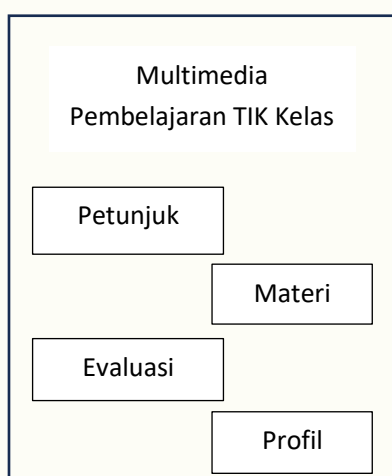 Multimedia
Pembelajaran TIK Kelas
Petunjuk
Materi
Evaluasi
Profil